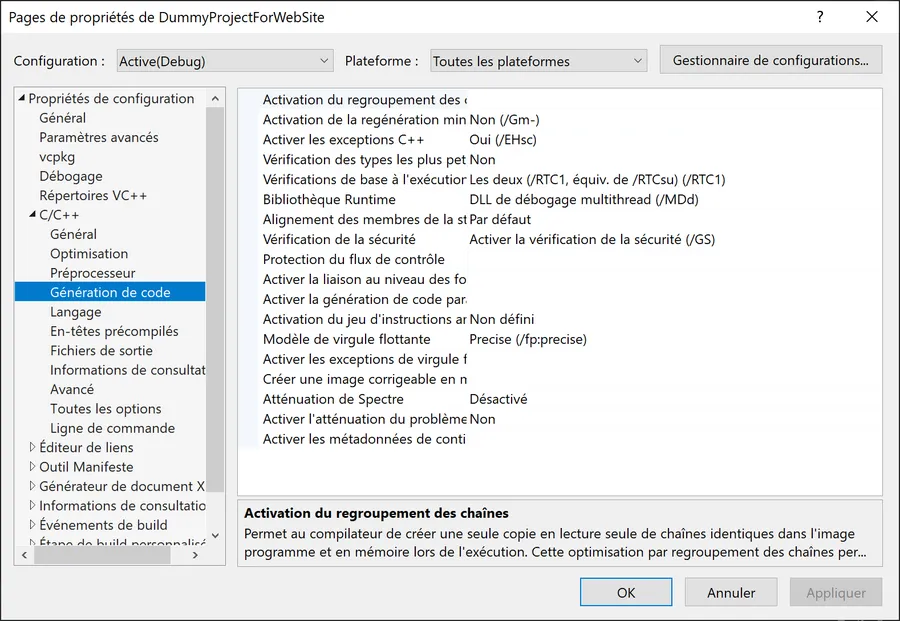 Pages de propriétés de DummyProjectForWebSite ?
Configuration : Active(Debug) Plateforme : Toutes les plateformes Gestionnaire de configurations...
Propriétés de configuration
Général
Paramètres avancés
vcpkg
Débogage
Répertoires VC++
C/C++
Général
Optimisation
Préprocesseur
Génération de code
Langage
En-têtes précompilés
Fichiers de sortie
Informations de consultat
Avancé
Toutes les options
Ligne de commande
Éditeur de liens
Outil Manifeste
Générateur de document X
Informations de consultatio
Événements de build
Étape de build personnalisé
Activation du regroupement des c
Activation de la regénération min Non (/Gm-)
Activer les exceptions C++ Oui (/EHsc)
Vérification des types les plus pet Non
Vérifications de base à l'exécution Les deux (/RTC1, équiv. de /RTCsu) (/RTC1)
Bibliothèque Runtime DLL de débogage multithread (/MDd)
Alignement des membres de la st Par défaut
Vérification de la sécurité Activer la vérification de la sécurité (/GS)
Protection du flux de contrôle
Activer la liaison au niveau des fo
Activer la génération de code para
Activation du jeu d'instructions am Non défini
Modèle de virgule flottante Precise (/fp:precise)
Activer les exceptions de virgule f
Créer une image corrigeable en m
Atténuation de Spectre Désactivé
Activer l'atténuation du problème Non
Activer les métadonnées de conti
Activation du regroupement des chaînes
Permet au compilateur de créer une seule copie en lecture seule de chaînes identiques dans l'image
programme et en mémoire lors de l'exécution. Cette optimisation par regroupement des chaînes per...
OK Annuler Appliquer